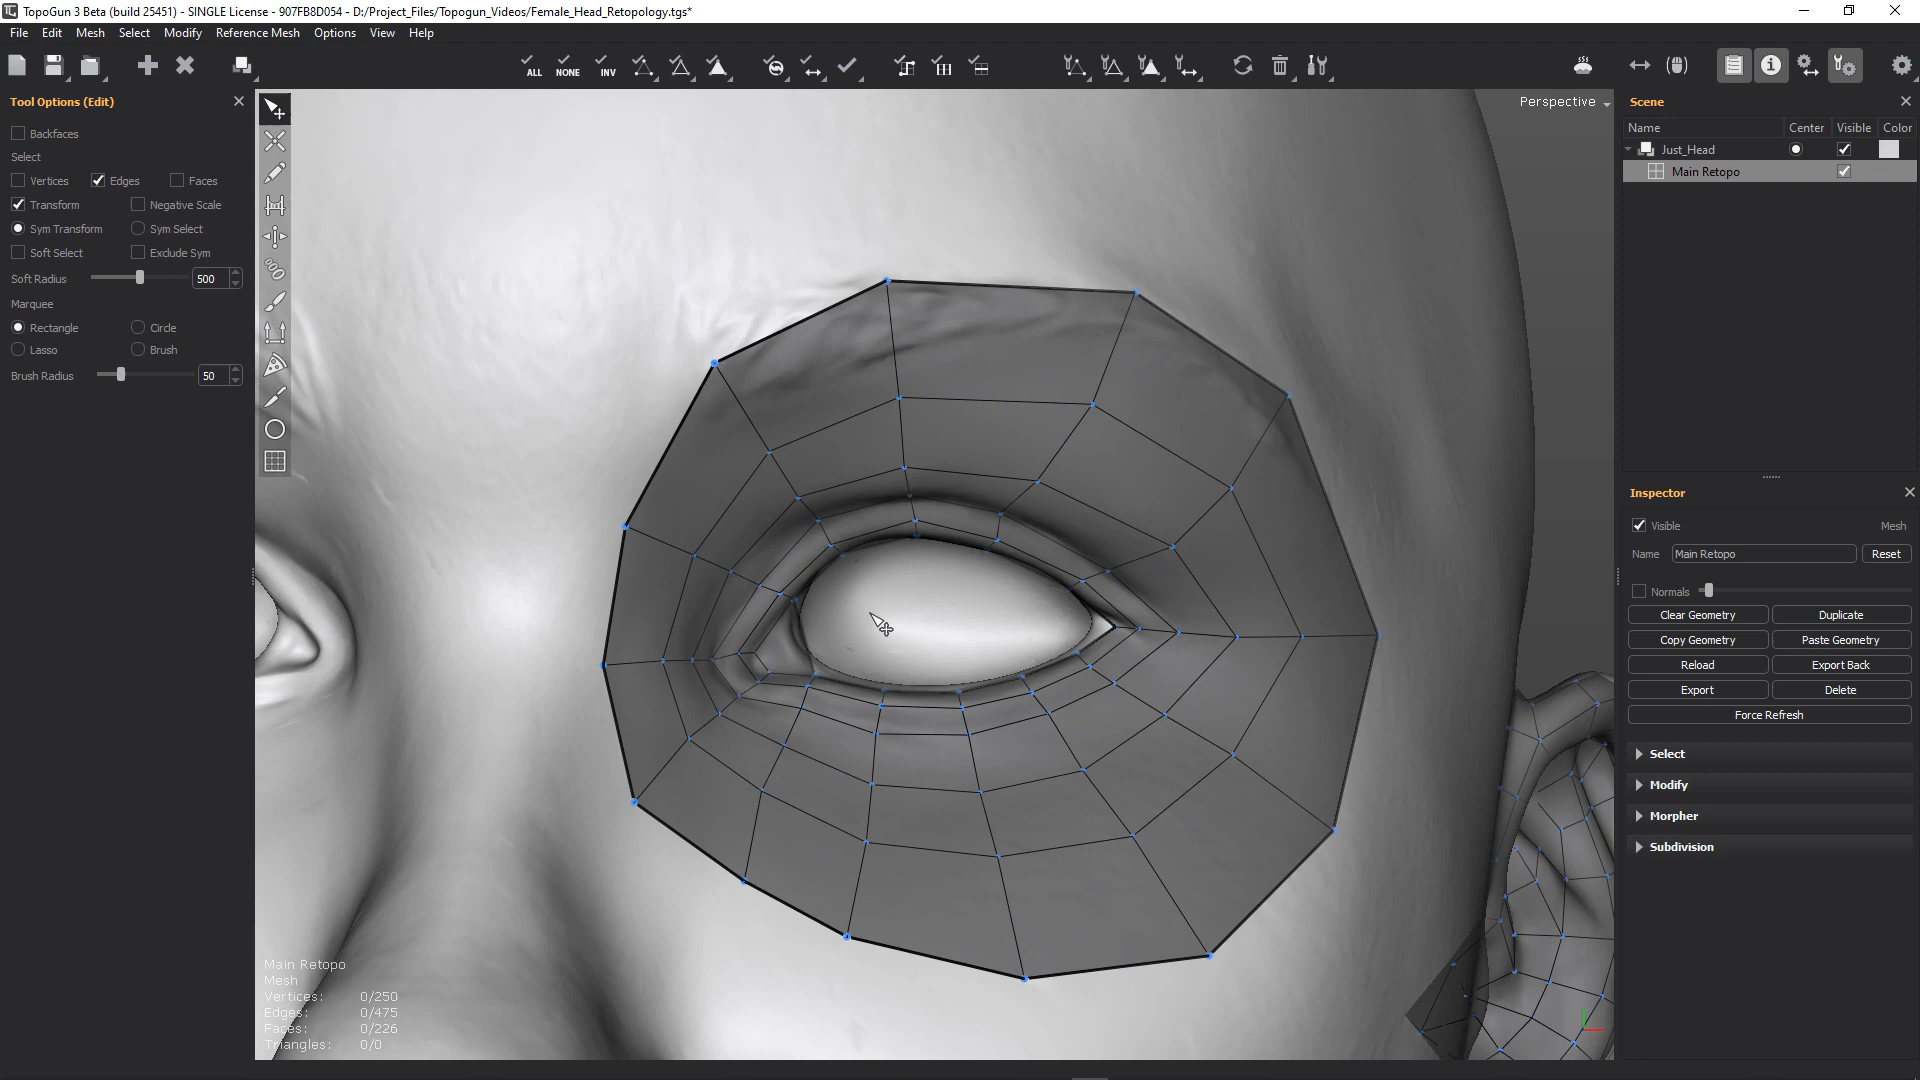 TopoGun 3 Beta (build 25451) - SINGLE License - 907FB8D054 - D:/Project_Files/Topogun_Videos/Female_Head_Retopology.tgs*
File Edit Mesh Select Modify Reference Mesh Options View Help
ALL NONE INV
Tool Options (Edit)
Backfaces
Select
Vertices Edges Faces
Transform Negative Scale
Sym Transform Sym Select
Soft Select Exclude Sym
Soft Radius 500
Marquee
Rectangle Circle
Lasso Brush
Brush Radius 50
Perspective
Main Retopo
Mesh
Vertices: 0/250
Edges: 0/475
Faces: 0/226
Triangles: 0/0
Scene
Name Center Visible Color
Just_Head
Main Retopo
Inspector
Visible Mesh
Name Main Retopo Reset
Normals
Clear Geometry Duplicate
Copy Geometry Paste Geometry
Reload Export Back
Export Delete
Force Refresh
Select
Modify
Morpher
Subdivision